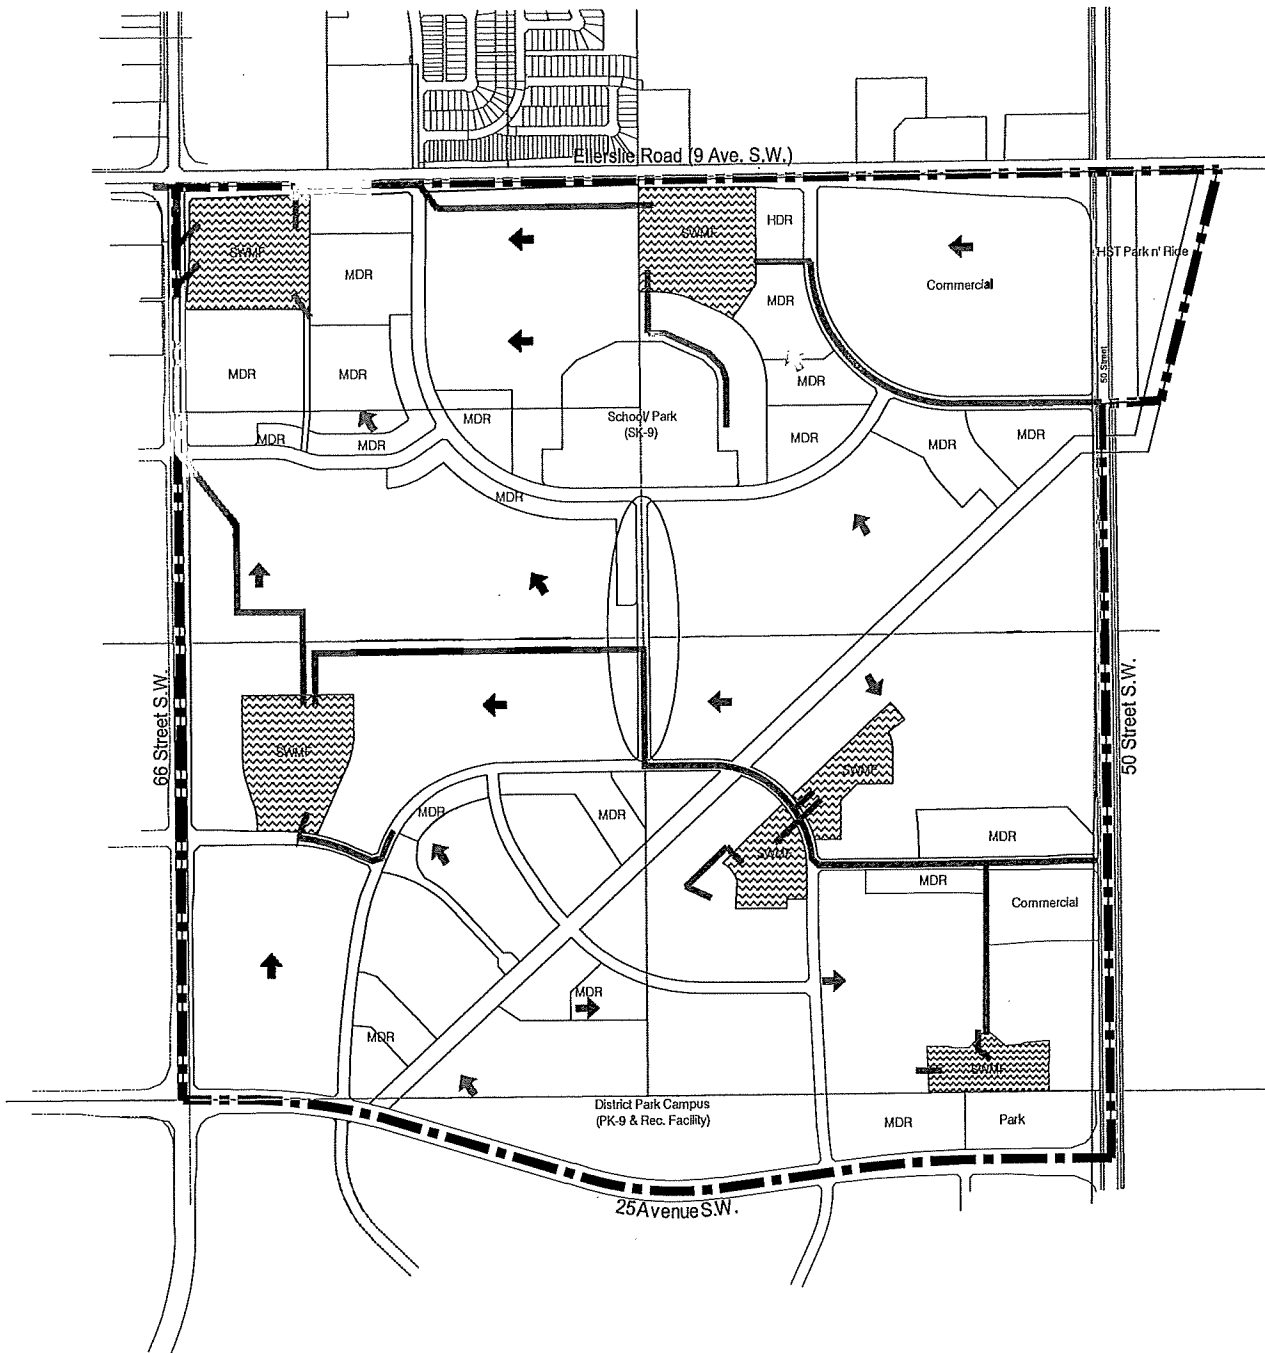 Ellerslie Road (9 Ave. S.W.)
SWMF
SWMF
HDR
MDR
MDR
Commercial
HST Park n' Ride
50 Street
MDR
MDR
MDR
MDR
School/ Park
(SK-9)
MDR
MDR
MDR
MDR
MDR
MDR
MDR
66 Street S.W.
50 Street S.W.
SWMF
SWMF
MDR
MDR
MDR
SWMF
MDR
Commercial
MDR
MDR
SWMF
District Park Campus
(PK-9 & Rec. Facility)
MDR
Park
25 Avenue S.W.